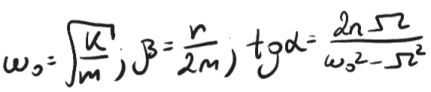 ω₀ = √(k/m) ; β = r/2m ; tgα = 2nΩ/(ω₀² − Ω²)